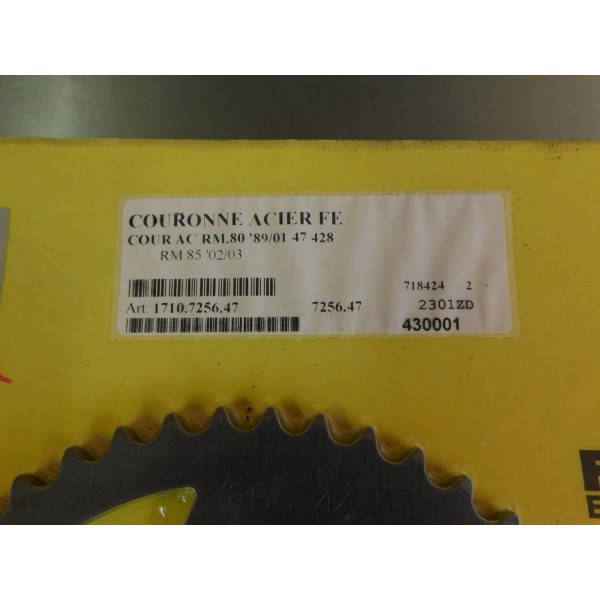 COURONNE ACIER FE
COUR AC RM.80 '89/01 47 428
RM 85 '02/03
718424 2
Art: 1710.7256.47 7256.47 2301ZD
430001